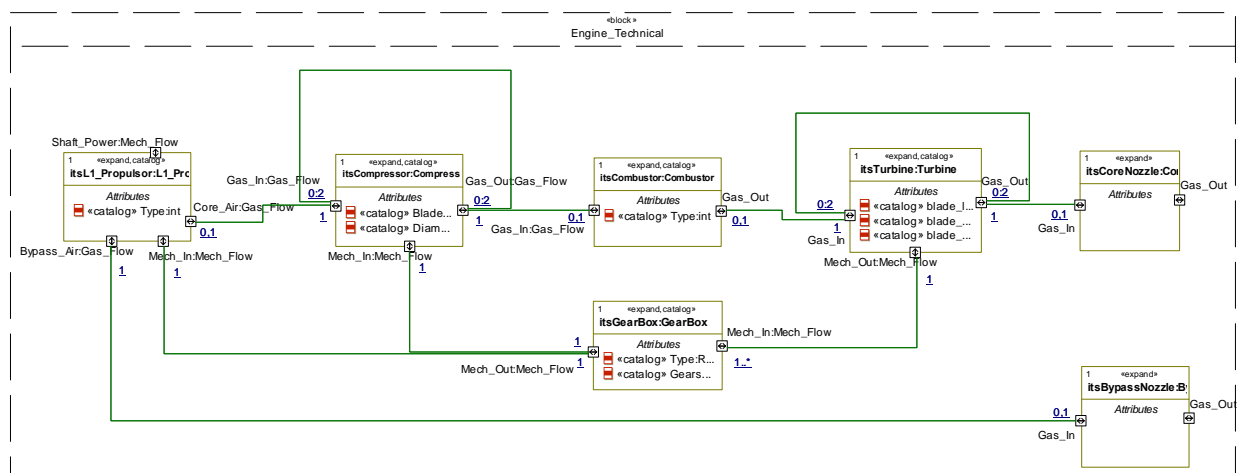 «block»
Engine_Technical
Shaft_Power:Mech_Flow
1
«expand,catalog»
itsL1_Propulsor:L1_Pro
Attributes
«catalog» Type:int
Core_Air:Gas_Flow
0,1
Bypass_Air:Gas_Flow
1
Mech_In:Mech_Flow
1
Gas_In:Gas_Flow
0:2
1
1
«expand,catalog»
itsCompressor:Compress
Attributes
«catalog» Blade...
«catalog» Diam...
Gas_Out:Gas_Flow
0:2
1
Mech_In:Mech_Flow
1
1
«expand,catalog»
itsCombustor:Combustor
Attributes
«catalog» Type:int
0,1
Gas_In:Gas_Flow
Gas_Out
0,1
1
«expand,catalog»
itsTurbine:Turbine
Attributes
«catalog» blade_l...
«catalog» blade_...
«catalog» blade_...
0:2
1
Gas_In
Gas_Out
0:2
1
Mech_Out:Mech_Flow
1
1
«expand»
itsCoreNozzle:Co
Attributes
0,1
Gas_In
Gas_Out
1
«expand,catalog»
itsGearBox:GearBox
Attributes
«catalog» Type:R...
«catalog» Gears...
1
1
Mech_Out:Mech_Flow
Mech_In:Mech_Flow
1..*
1
«expand»
itsBypassNozzle:B
Attributes
0,1
Gas_In
Gas_Out